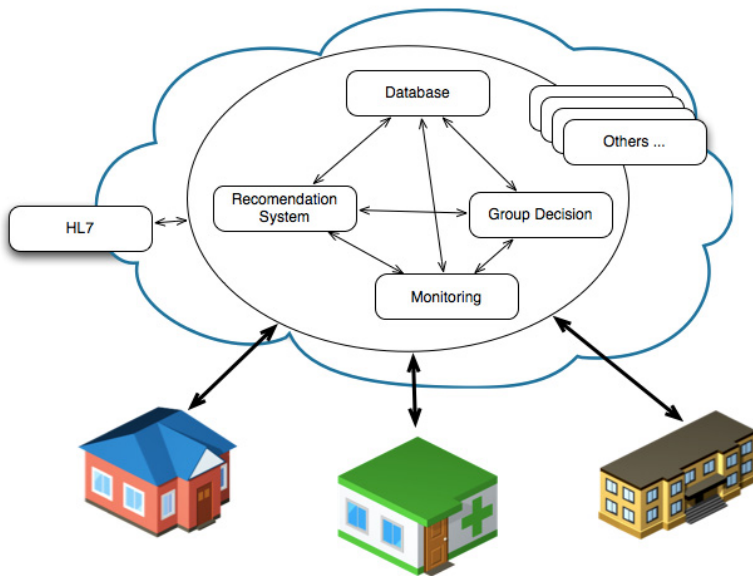 Database
Others ...
Recomendation
System
Group Decision
HL7
Monitoring